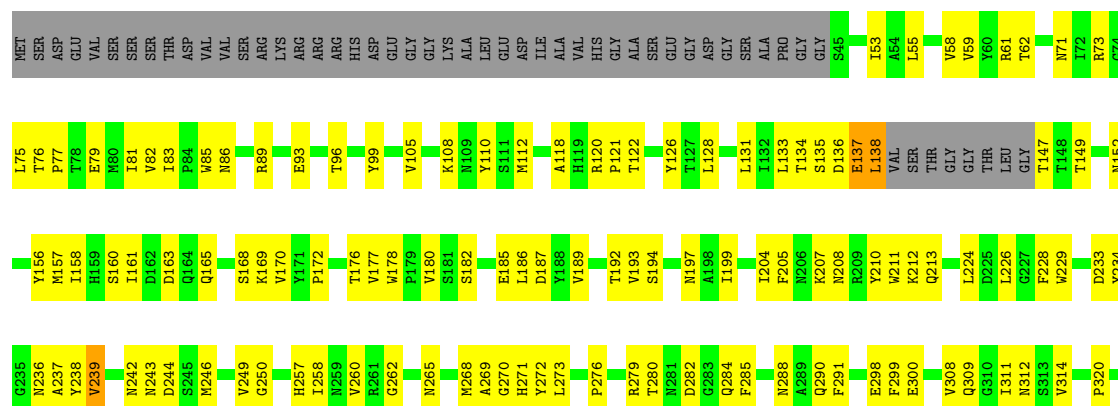 MET SER ASP GLU VAL SER SER SER THR ASP VAL VAL SER ARG LYS ARG ARG ARG HIS ASP GLU GLY GLY LYS ALA LEU GLU ASP ILE ALA VAL HIS GLY ALA ALA SER GLU GLY ASP GLY SER ALA PRO GLY GLY S45 I53 A54 L55 V58 V59 Y60 R61 T62 N71 I72 R73 G74
L75 T76 P77 T78 E79 M80 I81 V82 I83 P84 W85 N86 R89 E93 T96 Y99 V105 K108 N109 Y110 S111 M112 A118 H119 R120 P121 T122 Y126 T127 L128 L131 I132 L133 T134 S135 D136 E137 L138 VAL SER THR GLY GLY THR LEU GLY T147 T148 T149 N152
Y156 M157 I158 H159 S160 I161 D162 D163 Q164 Q165 S168 K169 V170 Y171 P172 T176 V177 W178 P179 V180 S181 S182 E185 L186 D187 Y188 V189 T192 V193 S194 N197 A198 I199 I204 F205 N206 K207 N208 R209 Y210 W211 K212 Q213 L224 D225 L226 G227 F228 W229 D233 Y234
G235 N236 A237 Y238 V239 N242 N243 D244 S245 M246 V249 G250 H257 I258 N259 V260 R261 G262 N265 M268 A269 G270 H271 Y272 L273 P276 R279 T280 N281 D282 G283 Q284 F285 N288 A289 Q290 F291 E298 F299 E300 V308 Q309 G310 I311 N312 S313 V314 P320